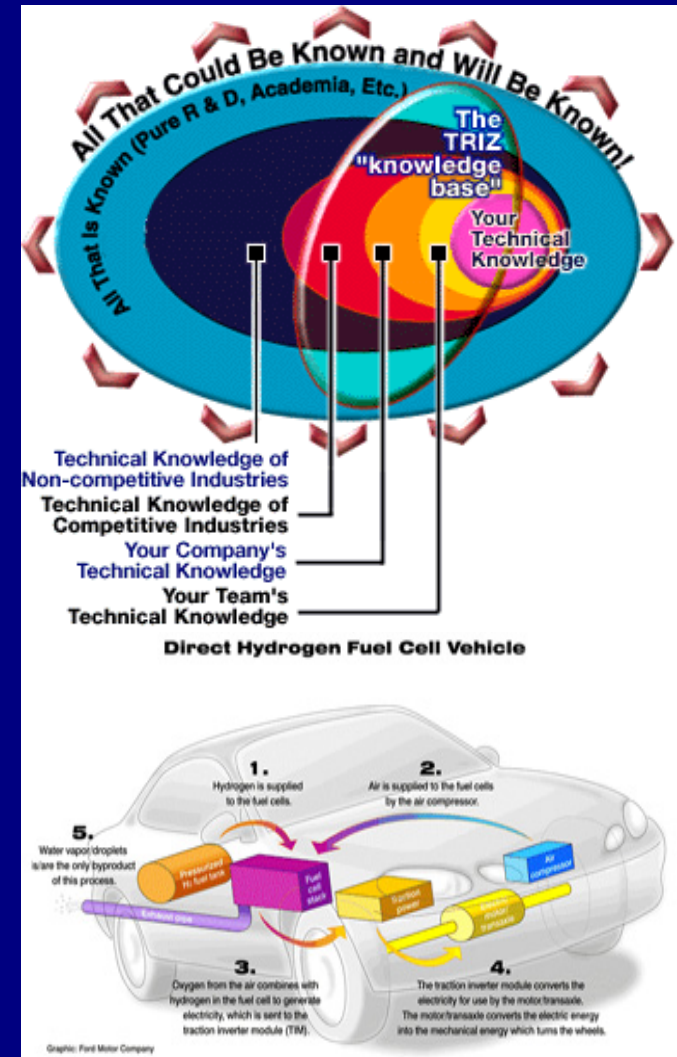 All That Could Be Known and Will Be Known!
All That Is Known (Pure R & D, Academia, Etc.)
The
TRIZ
"knowledge
base"
Your
Technical
Knowledge
Technical Knowledge of
Non-competitive Industries
Technical Knowledge of
Competitive Industries
Your Company's
Technical Knowledge
Your Team's
Technical Knowledge
Direct Hydrogen Fuel Cell Vehicle
1.
Hydrogen is supplied
to the fuel cells.
2.
Air is supplied to the fuel cells
by the air compressor.
5.
Water vapor droplets
is/are the only byproduct
of this process.
Pressurized
H₂ fuel tank
Fuel
cell
stack
Traction
power
Air
compressor
motor/
transaxle
Exhaust pipe
3.
Oxygen from the air combines with
hydrogen in the fuel cell to generate
electricity, which is sent to the
traction inverter module (TIM).
4.
The traction inverter module converts the
electricity for use by the motor/transaxle.
The motor/transaxle converts the electric energy
into the mechanical energy which turns the wheels.
Graphic: Ford Motor Company